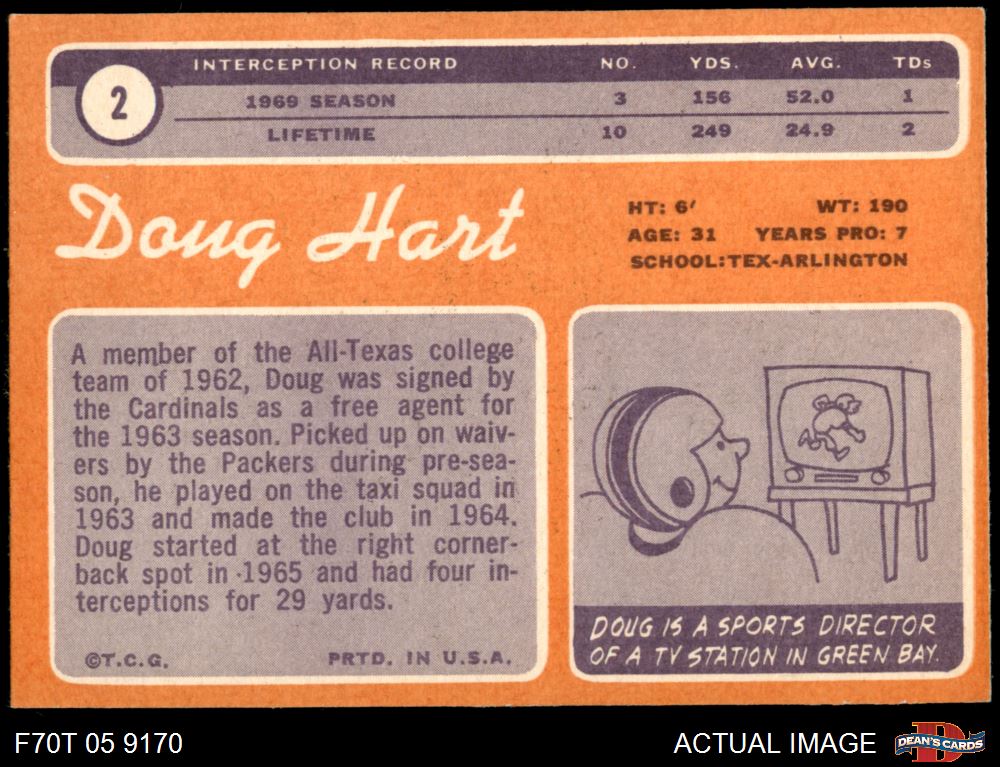 2
INTERCEPTION RECORD NO. YDS. AVG. TDs
1969 SEASON 3 156 52.0 1
LIFETIME 10 249 24.9 2
Doug Hart
HT: 6' WT: 190
AGE: 31 YEARS PRO: 7
SCHOOL:TEX-ARLINGTON
A member of the All-Texas college
team of 1962, Doug was signed by
the Cardinals as a free agent for
the 1963 season. Picked up on waiv-
ers by the Packers during pre-sea-
son, he played on the taxi squad in
1963 and made the club in 1964.
Doug started at the right corner-
back spot in 1965 and had four in-
terceptions for 29 yards.
©T.C.G. PRTD. IN U.S.A.
DOUG IS A SPORTS DIRECTOR
OF A TV STATION IN GREEN BAY.
F70T 05 9170
ACTUAL IMAGE
DEAN'S CARDS